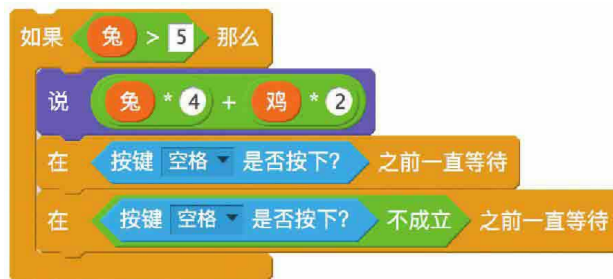 如果 兔 > 5 那么
说 兔 * 4 + 鸡 * 2
在 按键 空格 是否按下? 之前一直等待
在 按键 空格 是否按下? 不成立 之前一直等待